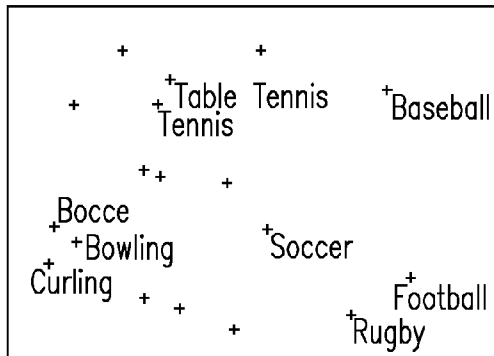 Table Tennis
Baseball
Tennis
Bocce
Bowling
Soccer
Curling
Football
Rugby